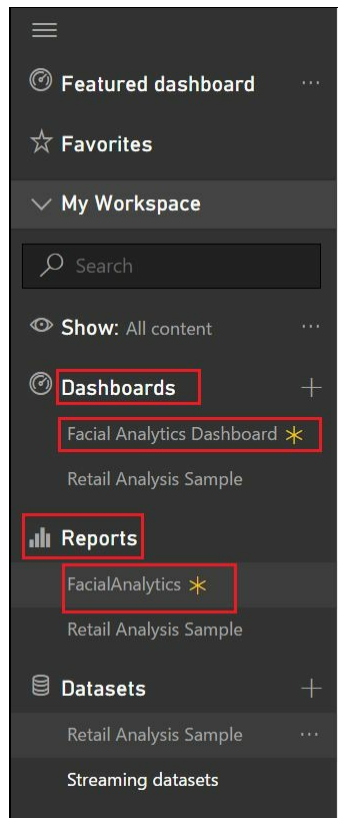 Featured dashboard
Favorites
My Workspace
Search
Show: All content
Dashboards
Facial Analytics Dashboard
Retail Analysis Sample
Reports
FacialAnalytics
Retail Analysis Sample
Datasets
Retail Analysis Sample
Streaming datasets